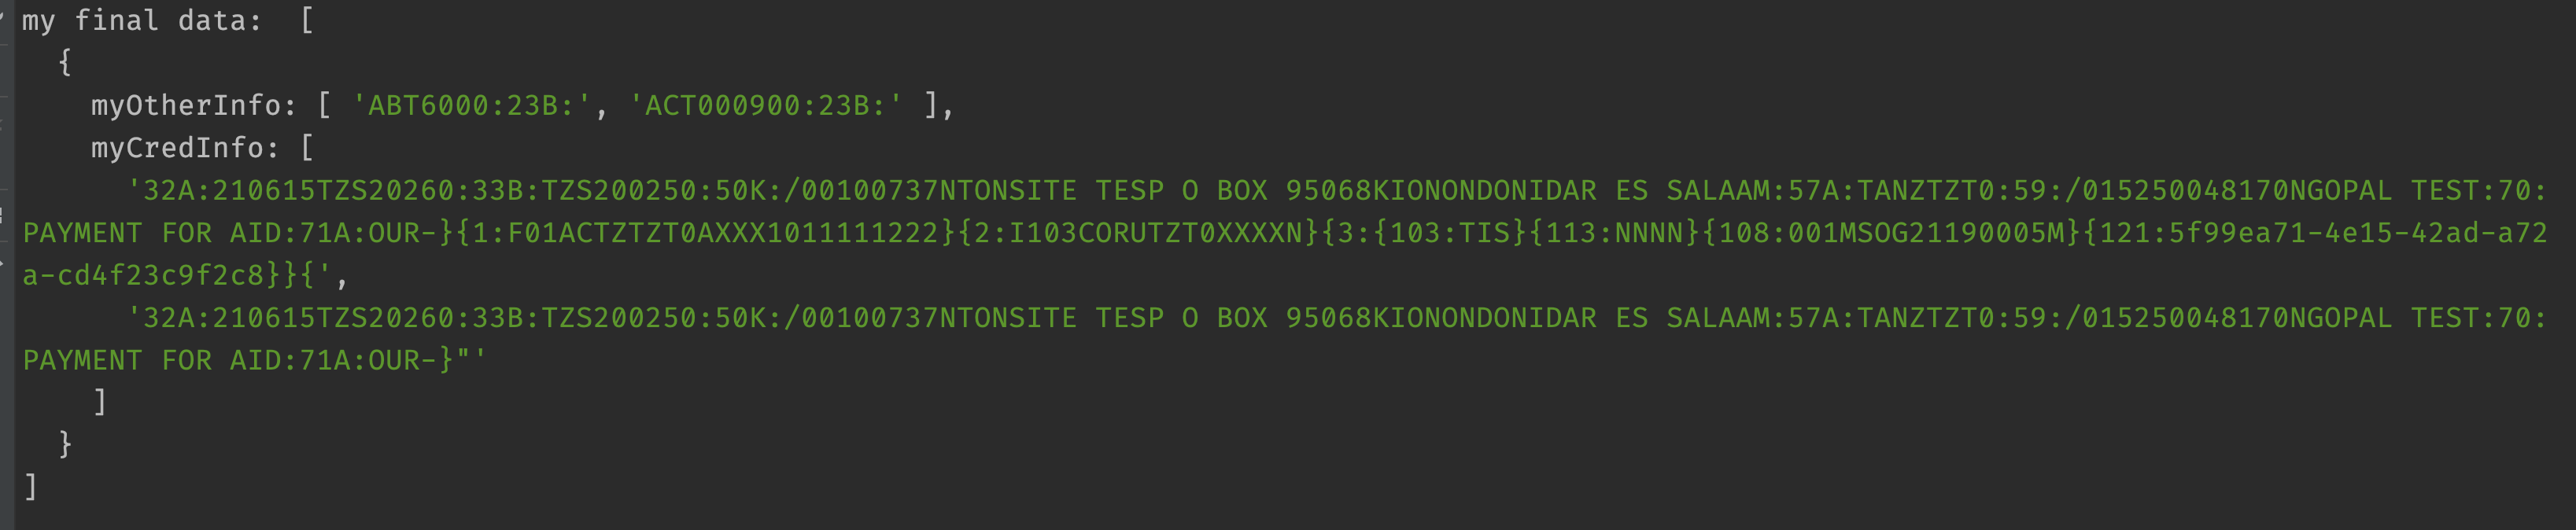 my final data:  [
  {
    myOtherInfo: [ 'ABT6000:23B:', 'ACT000900:23B:' ],
    myCredInfo: [
      '32A:210615TZS20260:33B:TZS200250:50K:/00100737NTONSITE TESP O BOX 95068KIONONDONIDAR ES SALAAM:57A:TANZTZT0:59:/015250048170NGOPAL TEST:70:
PAYMENT FOR AID:71A:OUR-}{1:F01ACTZTZT0AXXX1011111222}{2:I103CORUTZT0XXXXN}{3:{103:TIS}{113:NNNN}{108:001MSOG21190005M}{121:5f99ea71-4e15-42ad-a72
a-cd4f23c9f2c8}}{',
      '32A:210615TZS20260:33B:TZS200250:50K:/00100737NTONSITE TESP O BOX 95068KIONONDONIDAR ES SALAAM:57A:TANZTZT0:59:/015250048170NGOPAL TEST:70:
PAYMENT FOR AID:71A:OUR-}"'
    ]
  }
]